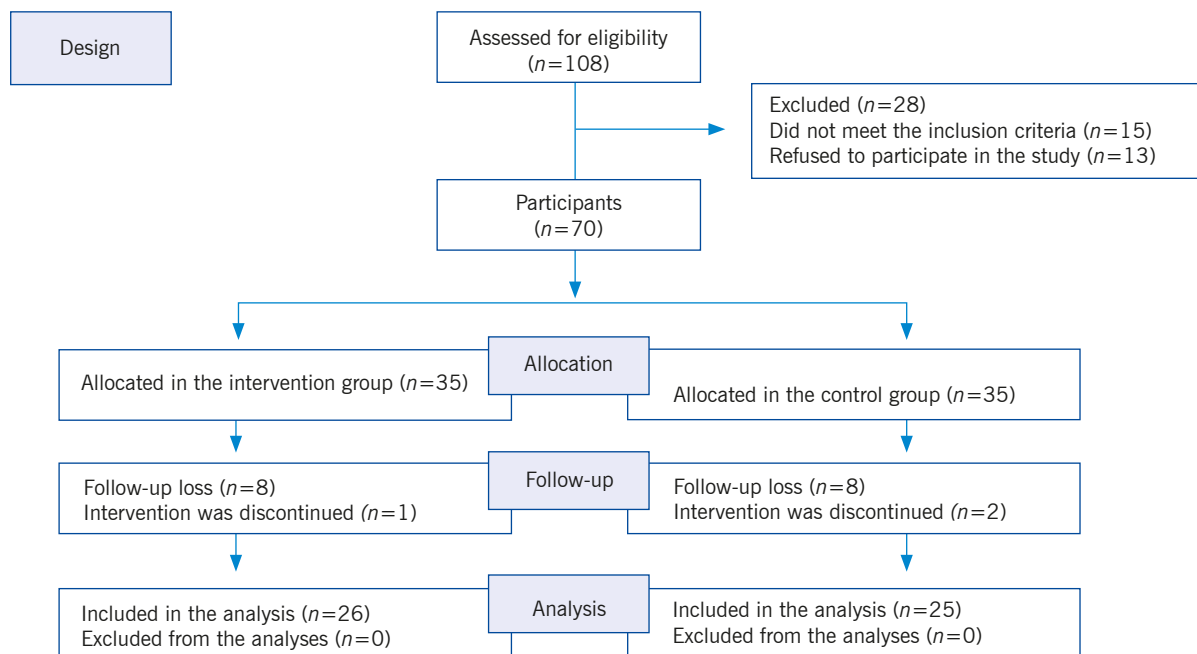 Design
Assessed for eligibility
(n=108)
Excluded (n=28)
Did not meet the inclusion criteria (n=15)
Refused to participate in the study (n=13)
Participants
(n=70)
Allocation
Allocated in the intervention group (n=35)
Allocated in the control group (n=35)
Follow-up
Follow-up loss (n=8)
Intervention was discontinued (n=1)
Follow-up loss (n=8)
Intervention was discontinued (n=2)
Analysis
Included in the analysis (n=26)
Excluded from the analyses (n=0)
Included in the analysis (n=25)
Excluded from the analyses (n=0)